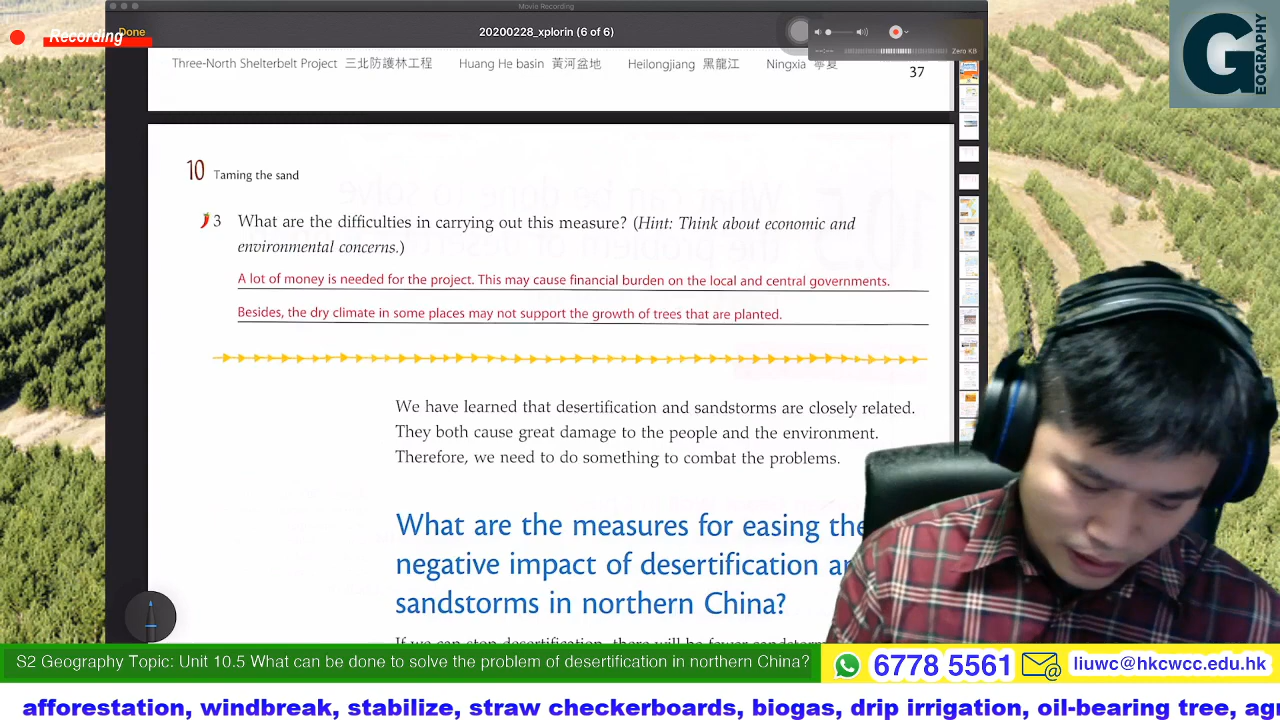 Movie Recording
Recording
Done
20200228_xplorin (6 of 6)
--:--
Zero KB
GEOGRAPHY
Three-North Shelterbelt Project 三北防護林工程 Huang He basin 黃河盆地 Heilongjiang 黑龍江 Ningxia 寧夏
37
10 Taming the sand
3 What are the difficulties in carrying out this measure? (Hint: Think about economic and
environmental concerns.)
A lot of money is needed for the project. This may cause financial burden on the local and central governments.
Besides, the dry climate in some places may not support the growth of trees that are planted.
We have learned that desertification and sandstorms are closely related.
They both cause great damage to the people and the environment.
Therefore, we need to do something to combat the problems.
What are the measures for easing the
negative impact of desertification
sandstorms in northern China?
S2 Geography Topic: Unit 10.5 What can be done to solve the problem of desertification in northern China?
6778 5561
liuwc@hkcwcc.edu.hk
afforestation, windbreak, stabilize, straw checkerboards, biogas, drip irrigation, oil-bearing tree,